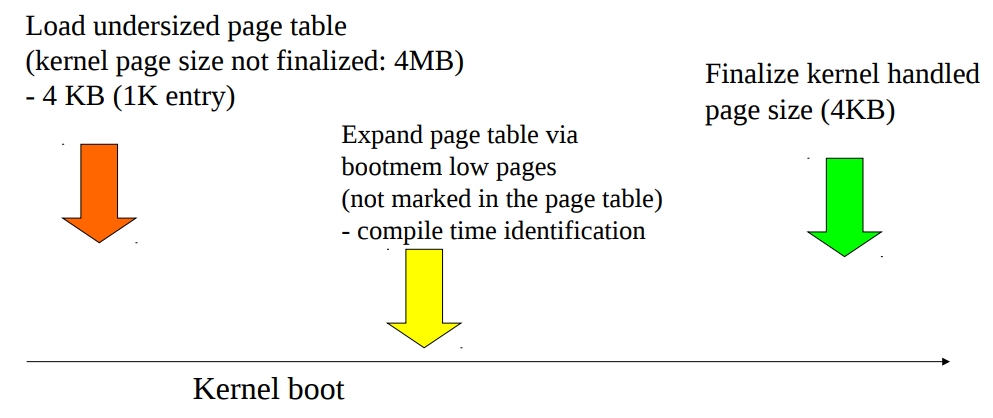 Load undersized page table
(kernel page size not finalized: 4MB)
- 4 KB (1K entry)
Expand page table via
bootmem low pages
(not marked in the page table)
- compile time identification
Finalize kernel handled
page size (4KB)
Kernel boot